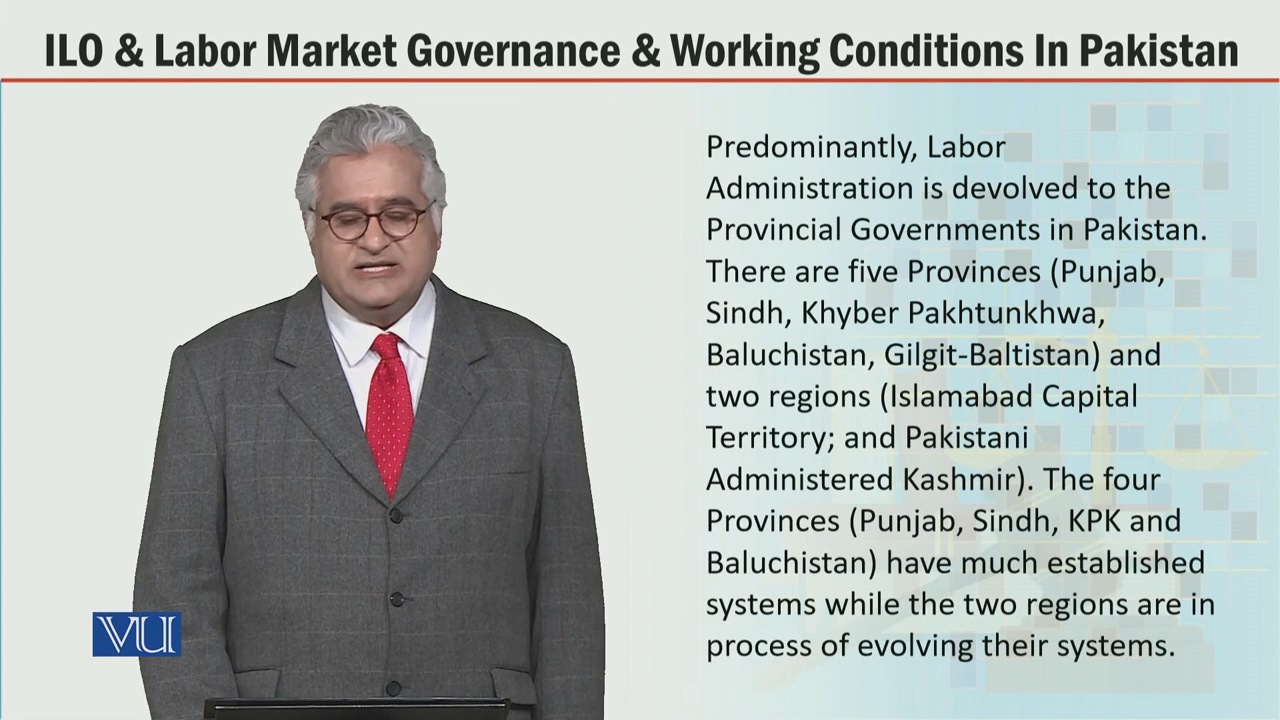 ILO & Labor Market Governance & Working Conditions In Pakistan
Predominantly, Labor
Administration is devolved to the
Provincial Governments in Pakistan.
There are five Provinces (Punjab,
Sindh, Khyber Pakhtunkhwa,
Baluchistan, Gilgit-Baltistan) and
two regions (Islamabad Capital
Territory; and Pakistani
Administered Kashmir). The four
Provinces (Punjab, Sindh, KPK and
Baluchistan) have much established
systems while the two regions are in
process of evolving their systems.
VU